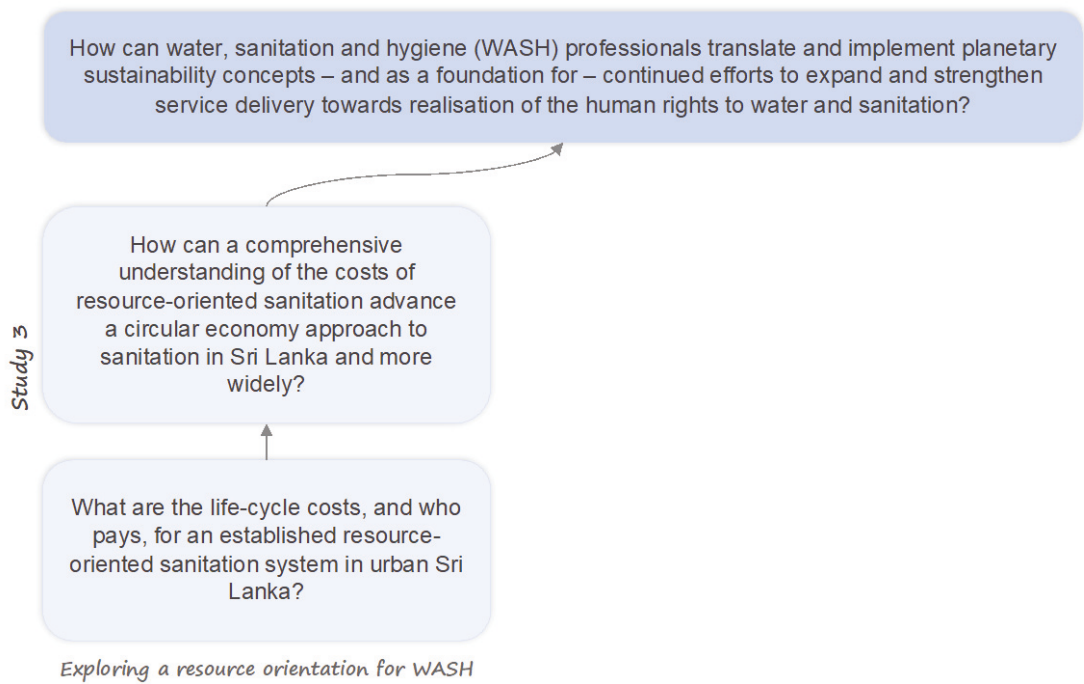 How can water, sanitation and hygiene (WASH) professionals translate and implement planetary
sustainability concepts – and as a foundation for – continued efforts to expand and strengthen
service delivery towards realisation of the human rights to water and sanitation?
How can a comprehensive
understanding of the costs of
resource-oriented sanitation advance
a circular economy approach to
sanitation in Sri Lanka and more
widely?
Study 3
What are the life-cycle costs, and who
pays, for an established resource-
oriented sanitation system in urban Sri
Lanka?
Exploring a resource orientation for WASH